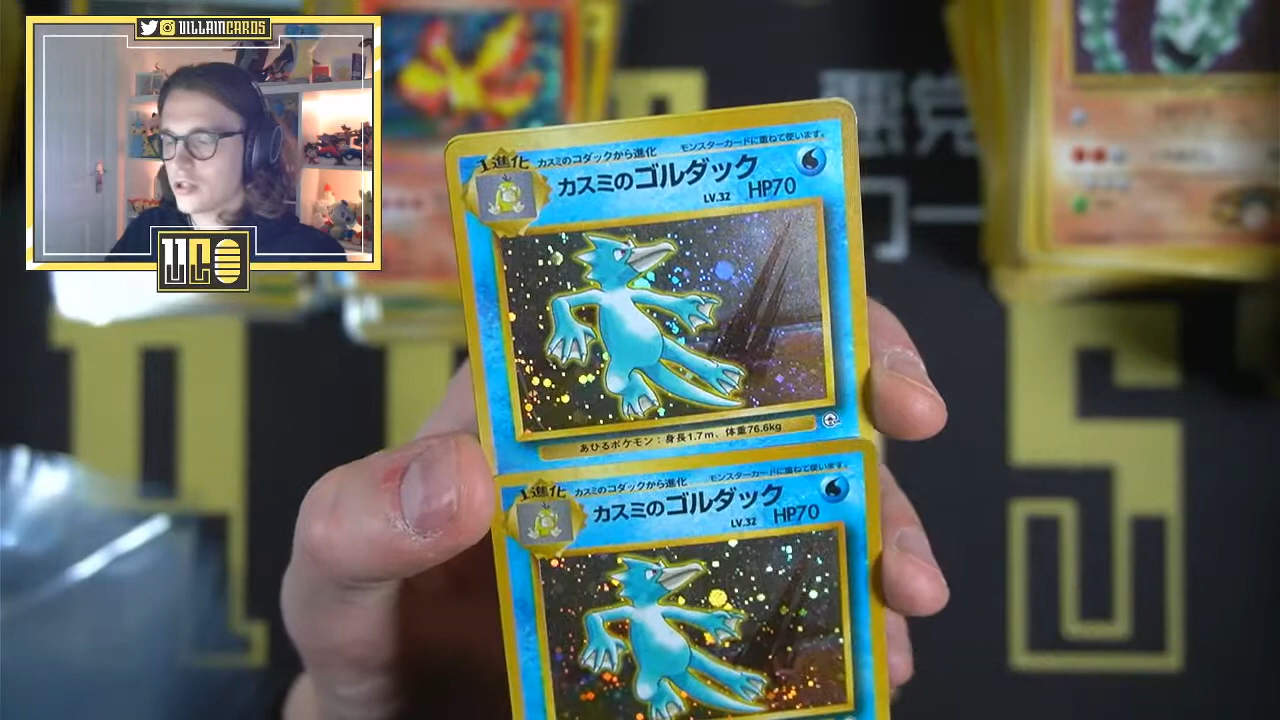 VILLAINCARDS
悪党
1進化 カスミのコダックから進化 モンスターカードに重ねて使います。
カスミのゴルダック
LV.32 HP70
あひるポケモン：身長1.7m、体重76.6kg
1進化 カスミのコダックから進化 モンスターカードに重ねて使います。
カスミのゴルダック
LV.32 HP70